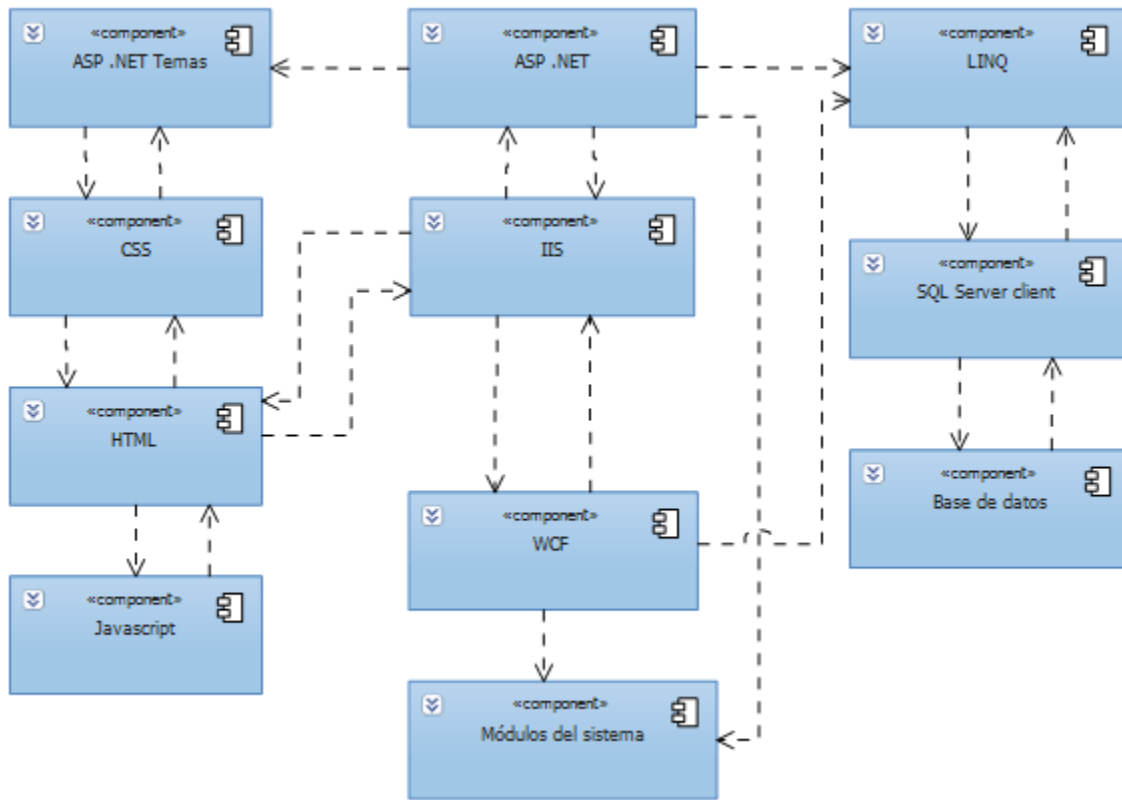 «component»
ASP .NET Temas
«component»
ASP .NET
«component»
LINQ
«component»
CSS
«component»
IIS
«component»
SQL Server client
«component»
HTML
«component»
Base de datos
«component»
WCF
«component»
Javascript
«component»
Módulos del sistema